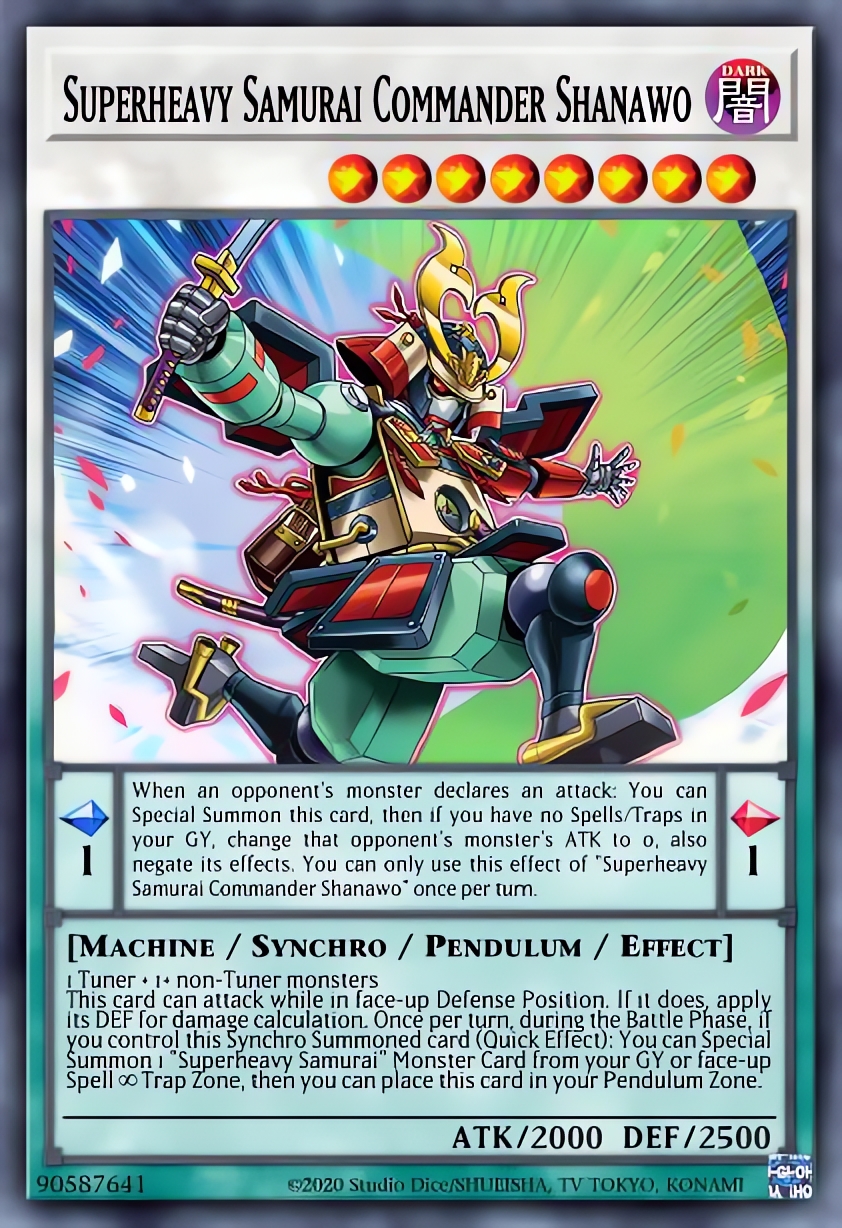 Superheavy Samurai Commander Shanawo
DARK
闇
When an opponent's monster declares an attack: You can
Special Summon this card, then if you have no Spells/Traps in
your GY, change that opponent's monster's ATK to 0, also
negate its effects. You can only use this effect of "Superheavy
Samurai Commander Shanawo" once per turn.
1
1
[Machine / Synchro / Pendulum / Effect]
1 Tuner + 1+ non-Tuner monsters
This card can attack while in face-up Defense Position. If it does, apply
its DEF for damage calculation. Once per turn, during the Battle Phase, if
you control this Synchro Summoned card (Quick Effect): You can Special
Summon 1 "Superheavy Samurai" Monster Card from your GY or face-up
Spell ∞ Trap Zone, then you can place this card in your Pendulum Zone.
ATK/2000 DEF/2500
90587641
©2020 Studio Dice/SHUEISHA, TV TOKYO, KONAMI